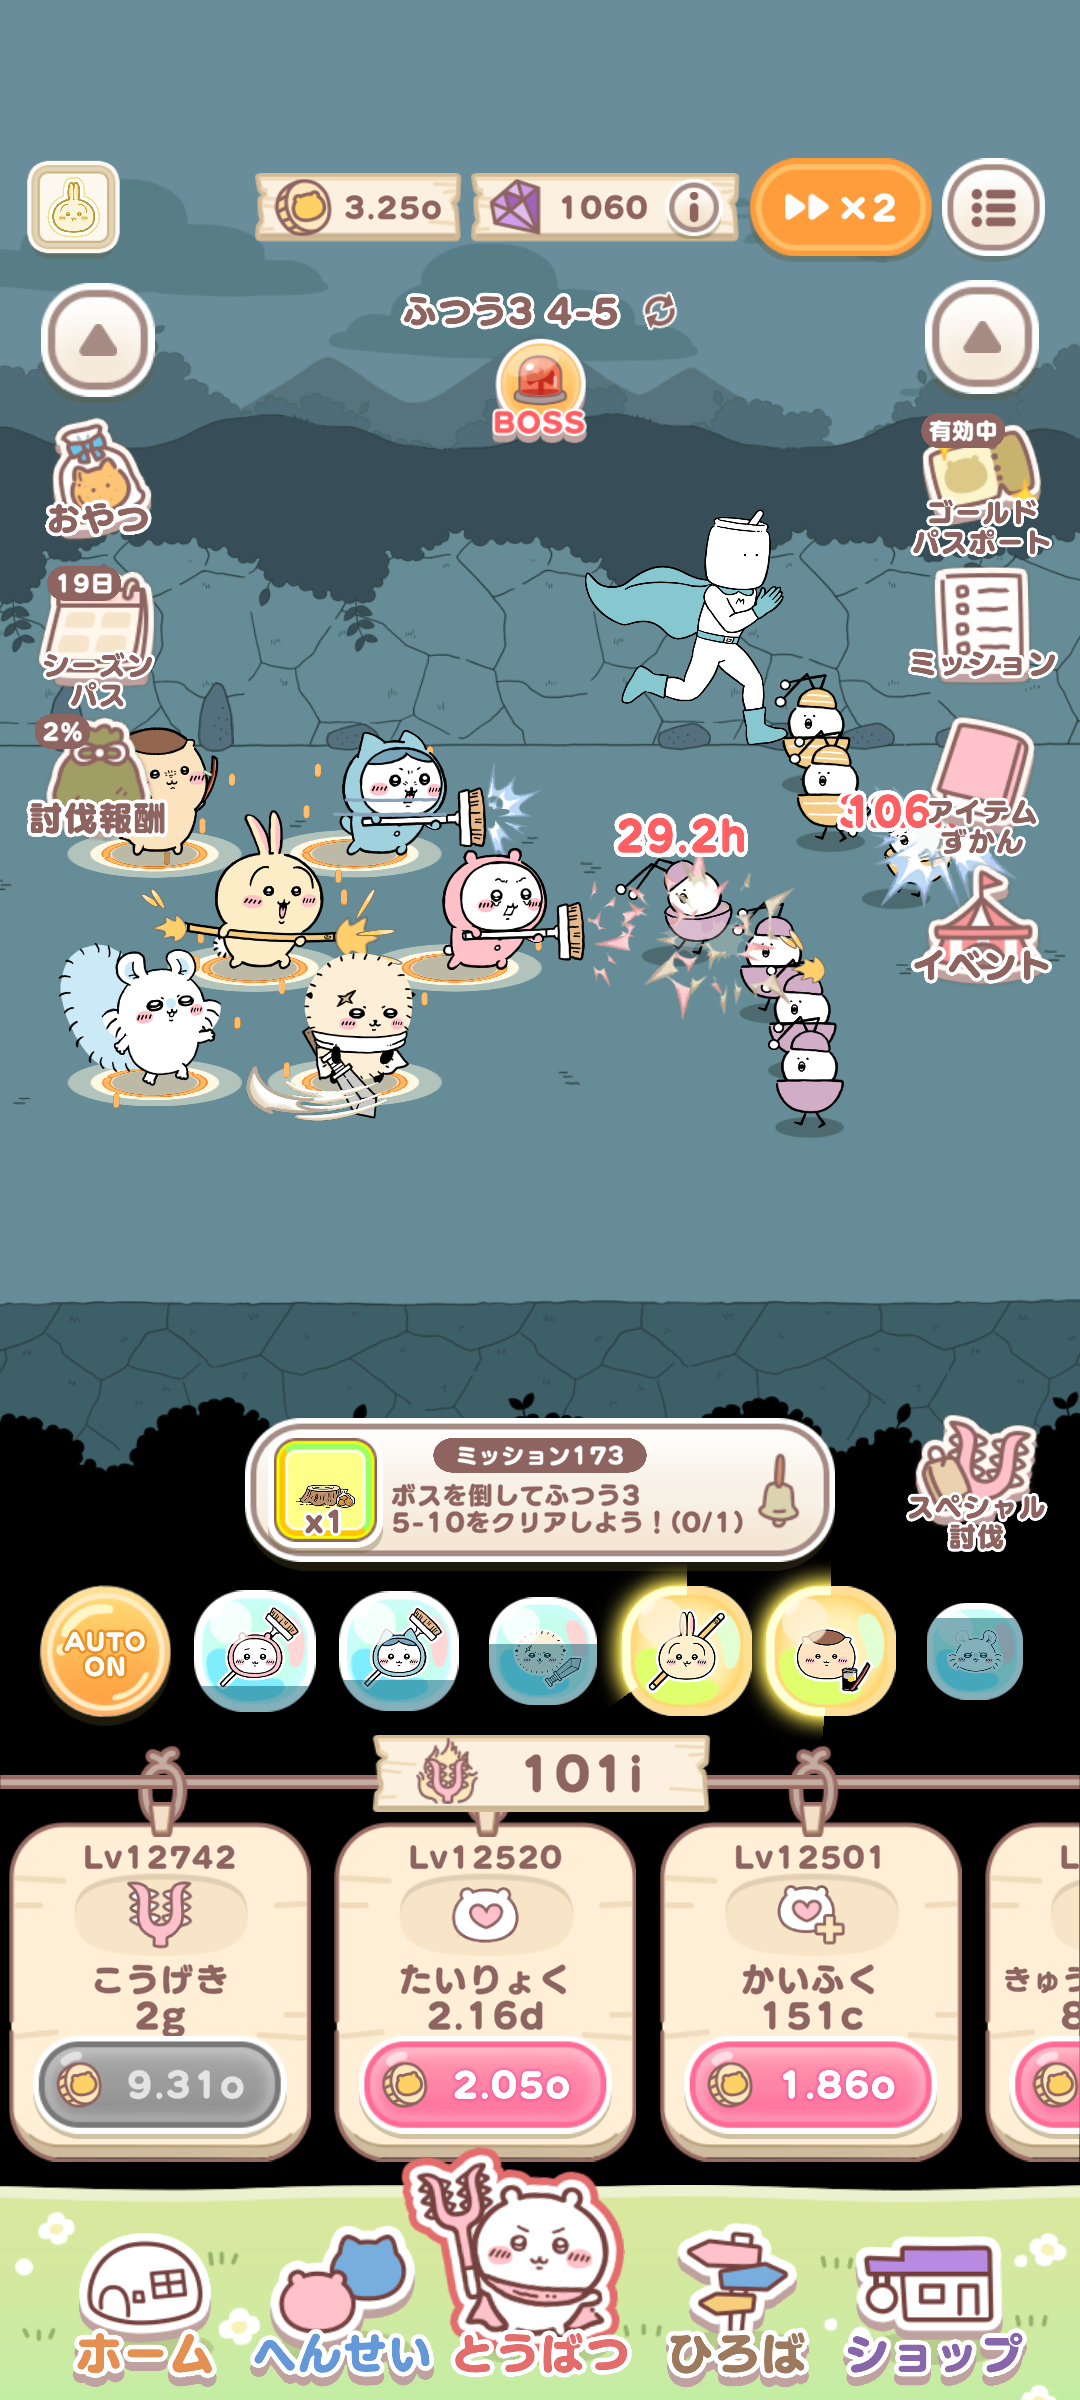 3.25o
1060
×2
ふつう3 4-5
BOSS
おやつ
有効中
ゴールド
パスポート
19日
シーズン
パス
ミッション
2%
討伐報酬
29.2h
106
アイテム
ずかん
イベント
ミッション173
ボスを倒してふつう3
5-10をクリアしよう！(0/1)
x1
スペシャル
討伐
AUTO
ON
101i
Lv12742
こうげき
2g
9.31o
Lv12520
たいりょく
2.16d
2.05o
Lv12501
かいふく
151c
1.86o
L
きゅう
8
ホーム
へんせい
とうばつ
ひろば
ショップ